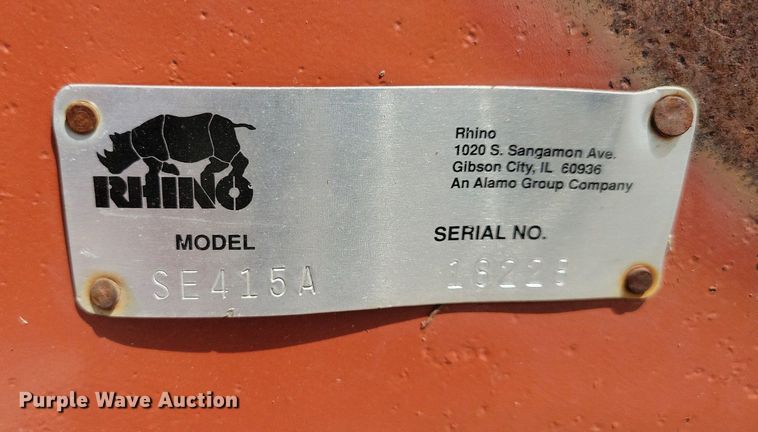 RHINO
Rhino
1020 S. Sangamon Ave.
Gibson City, IL 60936
An Alamo Group Company
MODEL
SERIAL NO.
SE415A
Purple Wave Auction